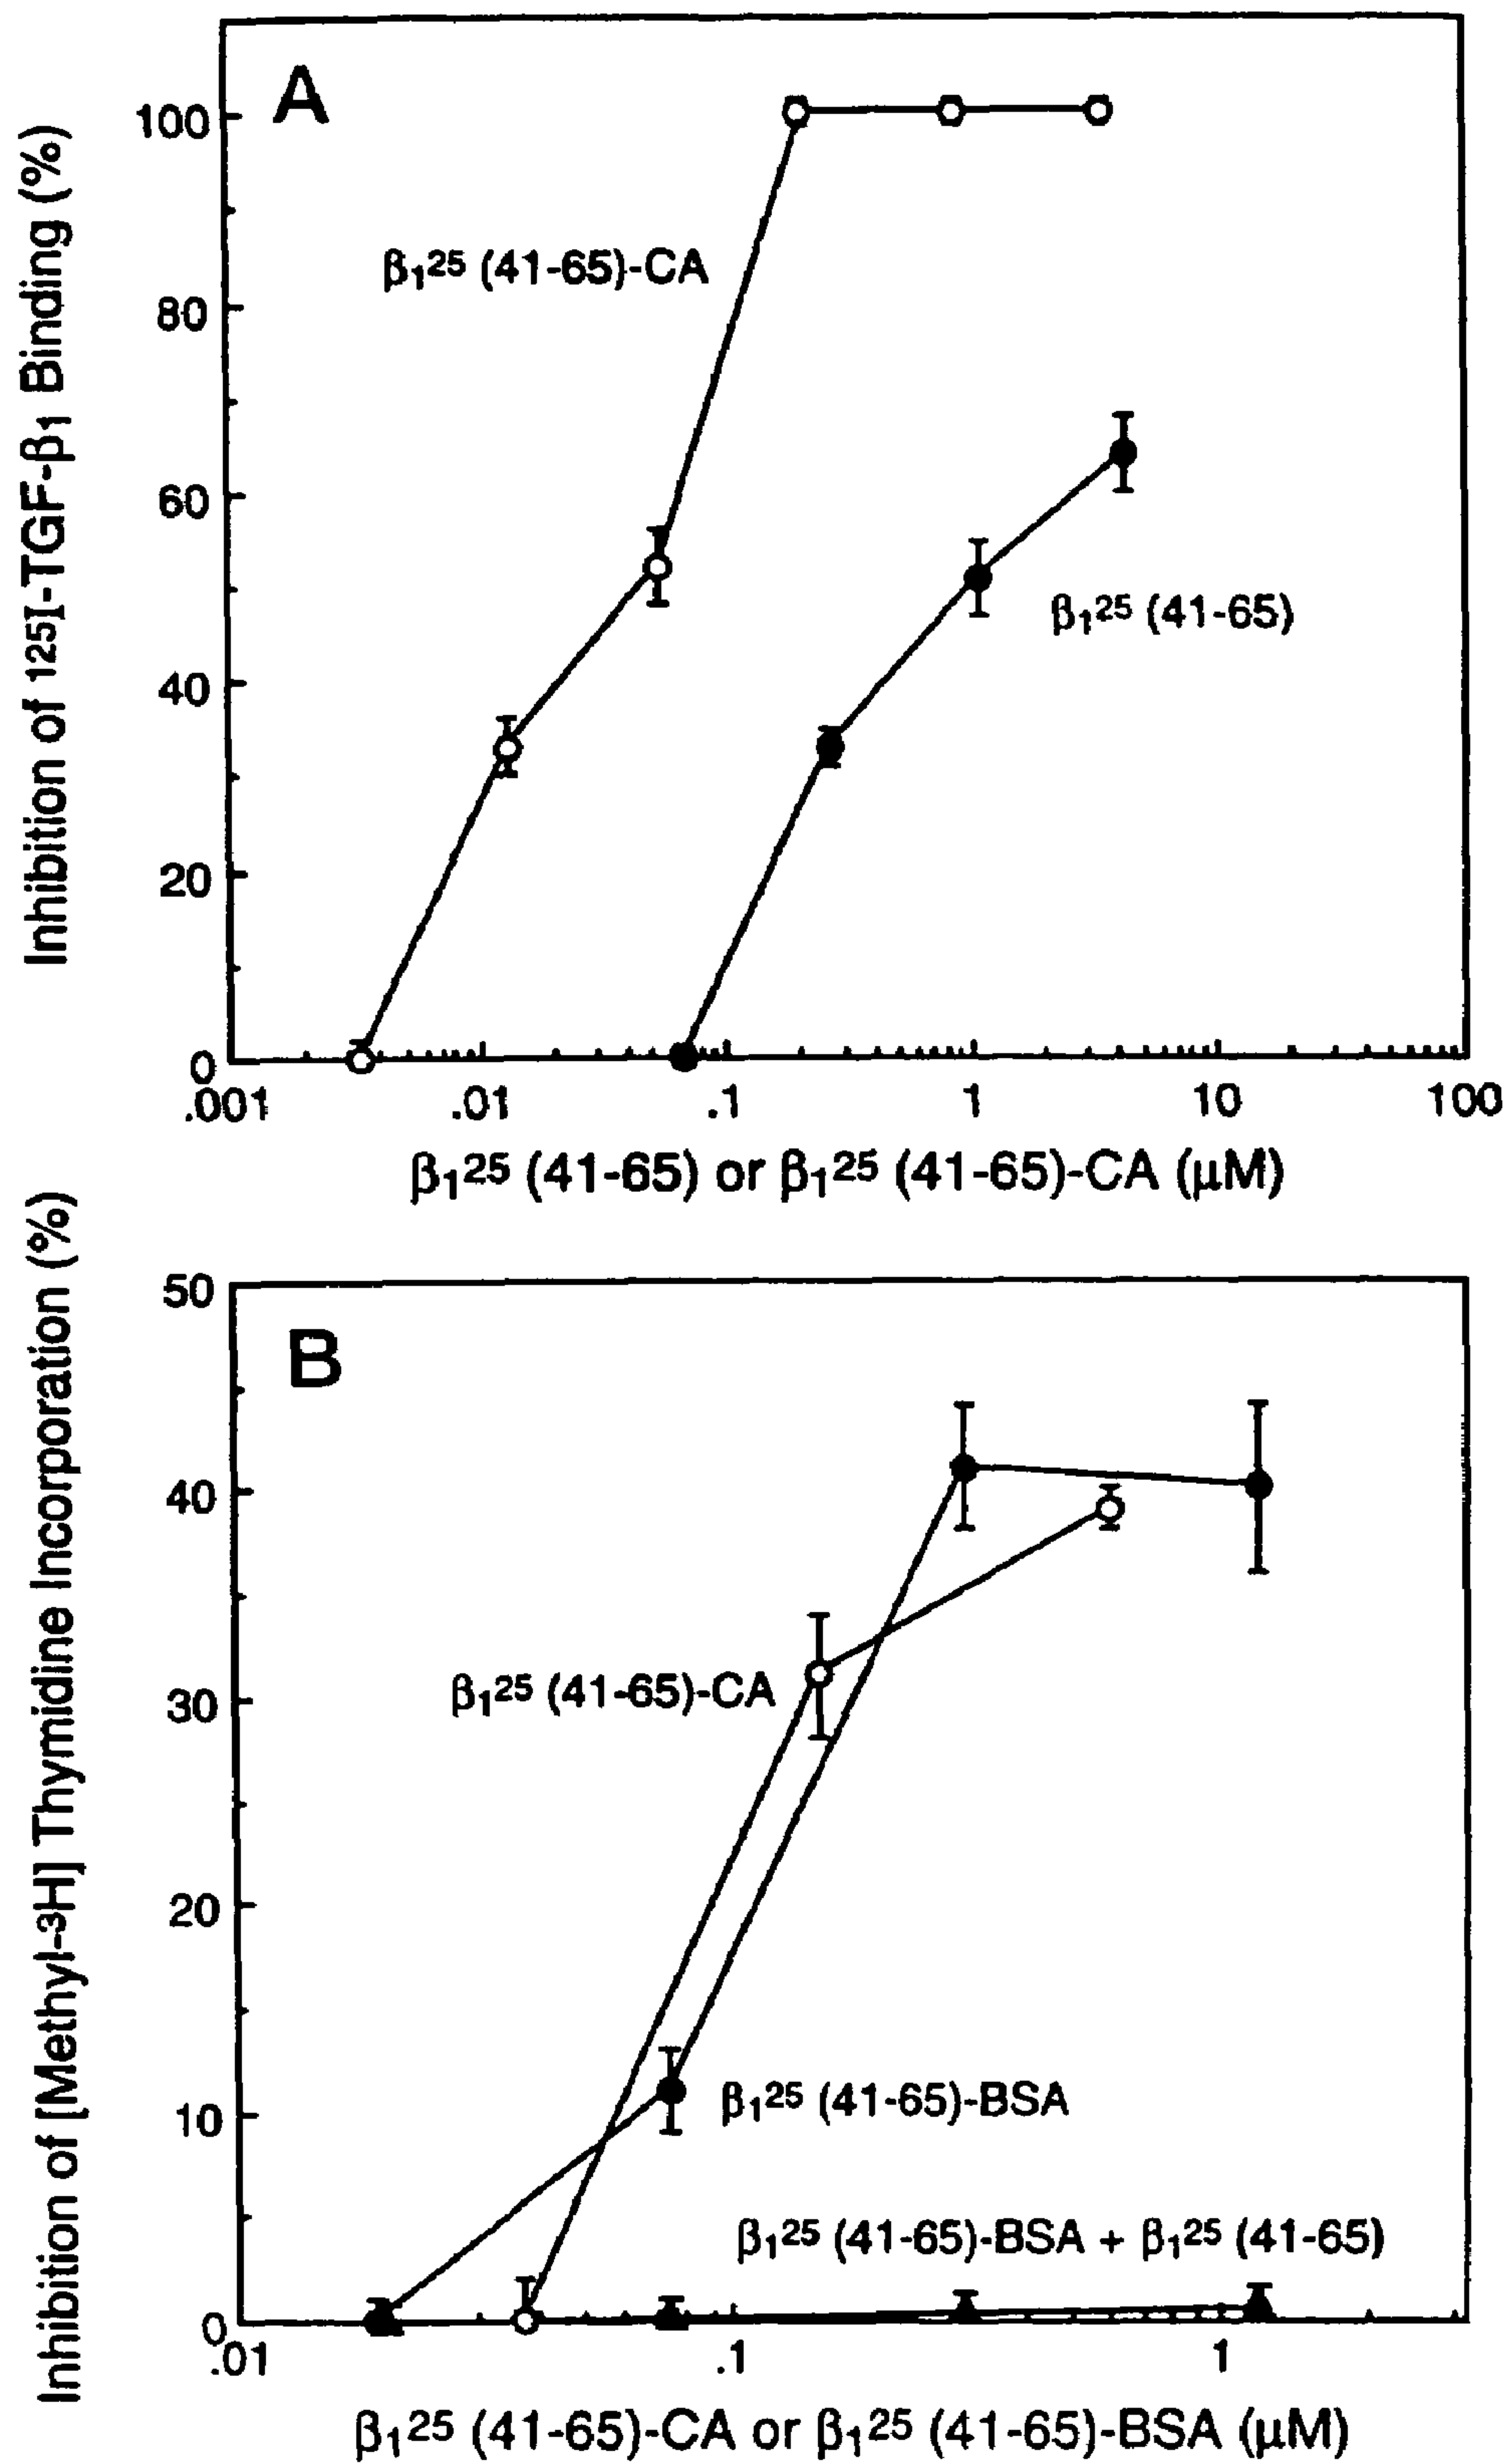 A
Inhibition of ¹²⁵I-TGF-β₁ Binding (%)
100
80
60
40
20
0
β₁²⁵ (41-65)-CA
β₁²⁵ (41-65)
.001 .01 .1 1 10 100
β₁²⁵ (41-65) or β₁²⁵ (41-65)-CA (μM)
B
Inhibition of [Methyl-³H] Thymidine Incorporation (%)
50
40
30
20
10
0
β₁²⁵ (41-65)-CA
β₁²⁵ (41-65)-BSA
β₁²⁵ (41-65)-BSA + β₁²⁵ (41-65)
.01 .1 1
β₁²⁵ (41-65)-CA or β₁²⁵ (41-65)-BSA (μM)